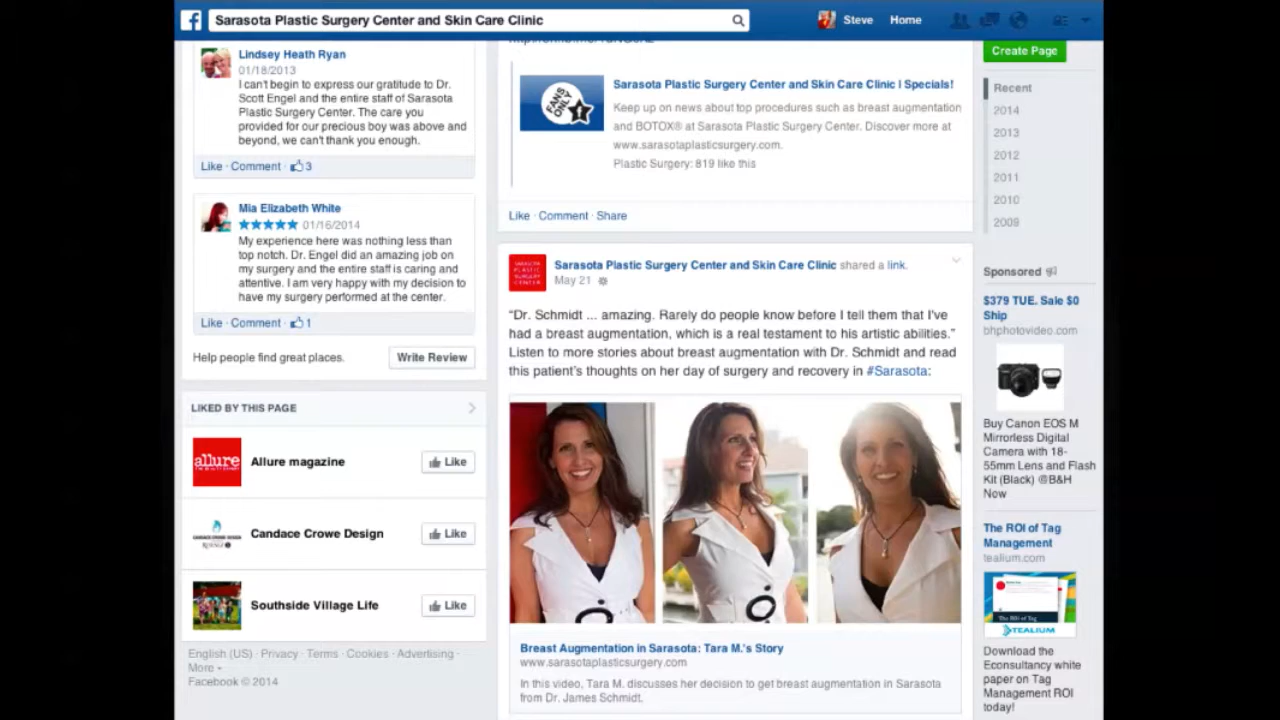 Sarasota Plastic Surgery Center and Skin Care Clinic
Steve
Home
Lindsey Heath Ryan
01/18/2013
I can't begin to express our gratitude to Dr.
Scott Engel and the entire staff of Sarasota
Plastic Surgery Center. The care you
provided for our precious boy was above and
beyond, we can't thank you enough.
Like · Comment · 3
Mia Elizabeth White
01/16/2014
My experience here was nothing less than
top notch. Dr. Engel did an amazing job on
my surgery and the entire staff is caring and
attentive. I am very happy with my decision to
have my surgery performed at the center.
Like · Comment · 1
Help people find great places.
Write Review
LIKED BY THIS PAGE
allure
Allure magazine
Like
CANDACE CROWE DESIGN
Candace Crowe Design
Like
Southside Village Life
Like
English (US) · Privacy · Terms · Cookies · Advertising ·
More
Facebook © 2014
FANS
ONLY
Sarasota Plastic Surgery Center and Skin Care Clinic | Specials!
Keep up on news about top procedures such as breast augmentation
and BOTOX® at Sarasota Plastic Surgery Center. Discover more at
www.sarasotaplasticsurgery.com.
Plastic Surgery: 819 like this
Like · Comment · Share
SARASOTA
PLASTIC
SURGERY
CENTER
Sarasota Plastic Surgery Center and Skin Care Clinic shared a link.
May 21
“Dr. Schmidt ... amazing. Rarely do people know before I tell them that I've
had a breast augmentation, which is a real testament to his artistic abilities.”
Listen to more stories about breast augmentation with Dr. Schmidt and read
this patient's thoughts on her day of surgery and recovery in #Sarasota:
Breast Augmentation in Sarasota: Tara M.'s Story
www.sarasotaplasticsurgery.com
In this video, Tara M. discusses her decision to get breast augmentation in Sarasota
from Dr. James Schmidt.
Create Page
Recent
2014
2013
2012
2011
2010
2009
Sponsored
$379 TUE. Sale $0
Ship
bhphotovideo.com
Buy Canon EOS M
Mirrorless Digital
Camera with 18-
55mm Lens and Flash
Kit (Black) @B&H
Now
The ROI of Tag
Management
tealium.com
The ROI of Tag
TEALIUM
Download the
Econsultancy white
paper on Tag
Management ROI
today!